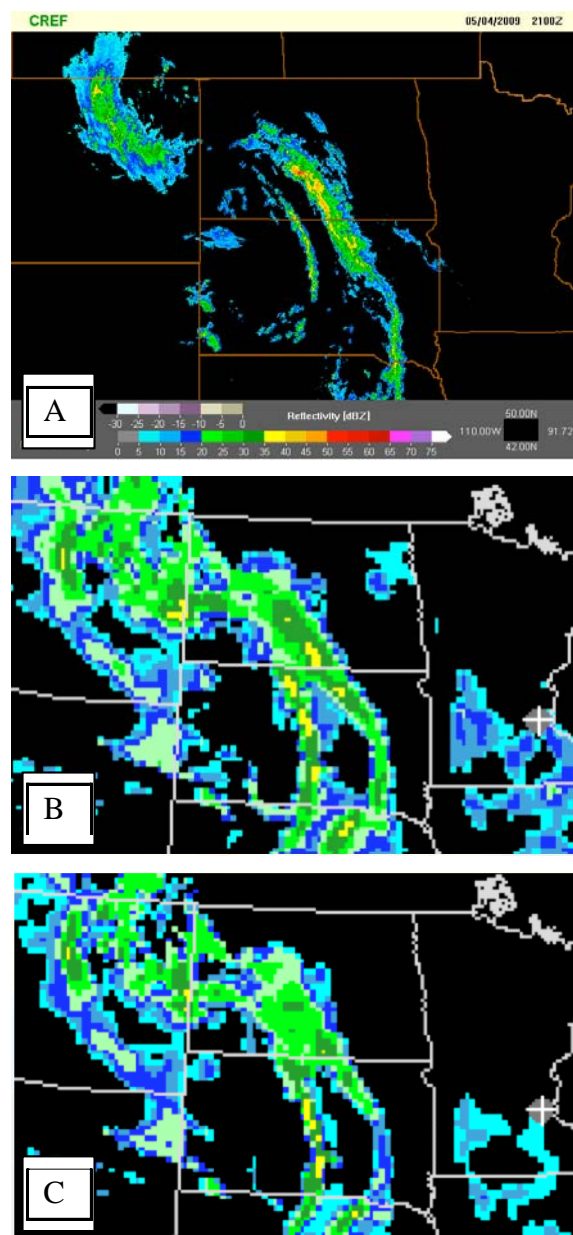 CREF 05/04/2009 2100Z
A
-30 -25 -20 -15 -10 -5 0
Reflectivity [dBZ]
0 5 10 15 20 25 30 35 40 45 50 55 60 65 70 75
50.00N
110.00W 91.72
42.00N
B
C